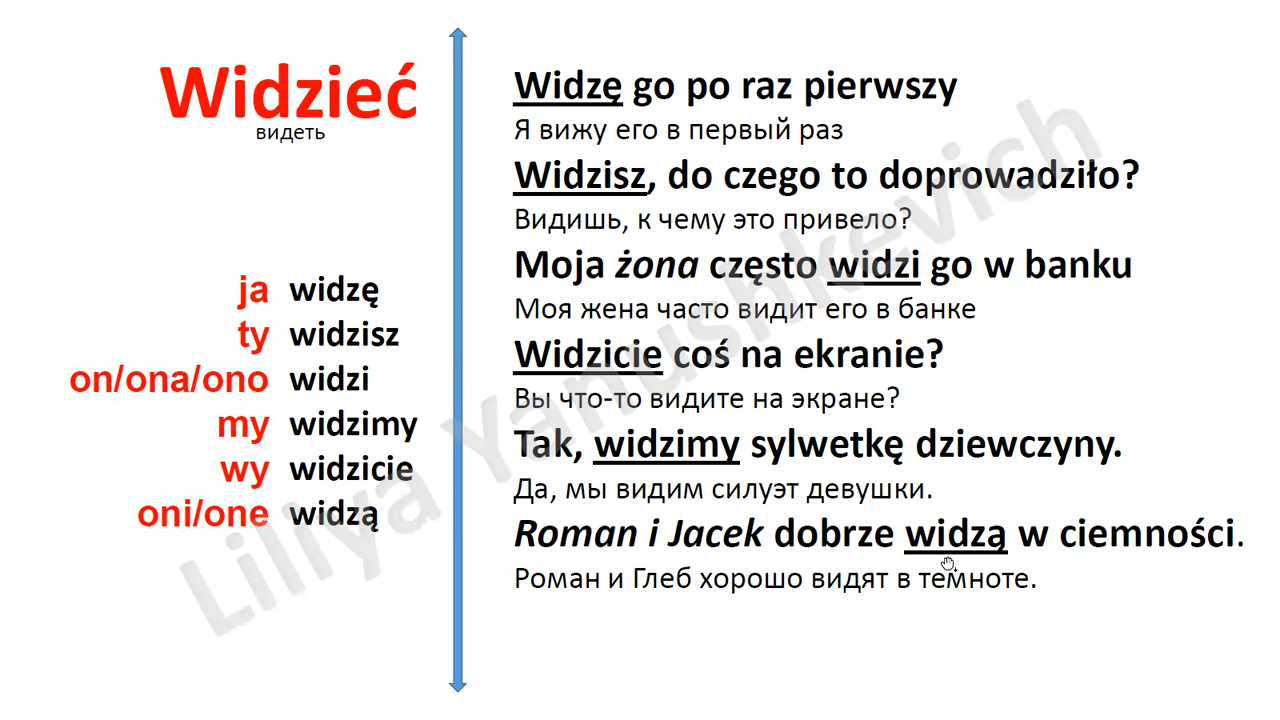 Widzieć
видеть
ja widzę
ty widzisz
on/ona/ono widzi
my widzimy
wy widzicie
oni/one widzą
Widzę go po raz pierwszy
Я вижу его в первый раз
Widzisz, do czego to doprowadziło?
Видишь, к чему это привело?
Moja żona często widzi go w banku
Моя жена часто видит его в банке
Widzicie coś na ekranie?
Вы что-то видите на экране?
Tak, widzimy sylwetkę dziewczyny.
Да, мы видим силуэт девушки.
Roman i Jacek dobrze widzą w ciemności.
Роман и Глеб хорошо видят в темноте.
Liliya Yanushkevich